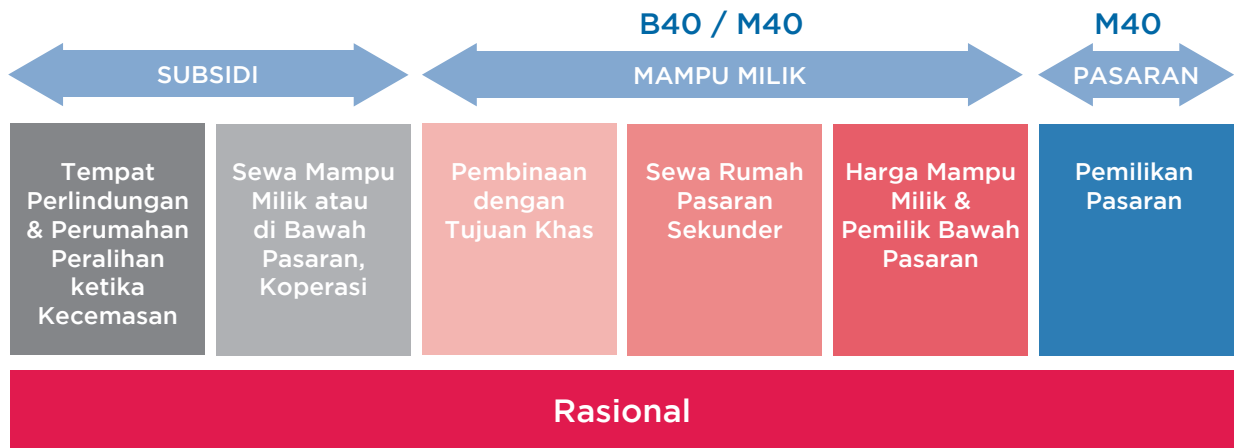 B40 / M40
M40
SUBSIDI
MAMPU MILIK
PASARAN
Tempat
Perlindungan
& Perumahan
Peralihan
ketika
Kecemasan
Sewa Mampu
Milik atau
di Bawah
Pasaran,
Koperasi
Pembinaan
dengan
Tujuan Khas
Sewa Rumah
Pasaran
Sekunder
Harga Mampu
Milik &
Pemilik Bawah
Pasaran
Pemilikan
Pasaran
Rasional